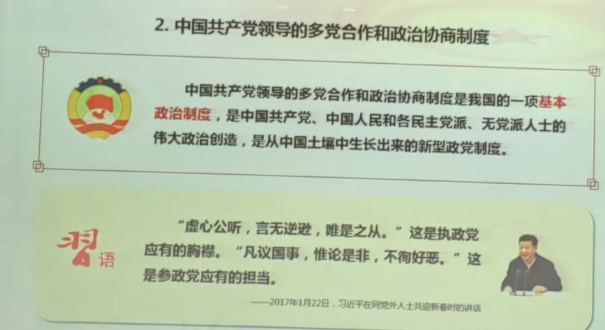 2. 中国共产党领导的多党合作和政治协商制度
中国共产党领导的多党合作和政治协商制度是我国的一项基本
政治制度，是中国共产党、中国人民和各民主党派、无党派人士的
伟大政治创造，是从中国土壤中生长出来的新型政党制度。
习语
“虚心公听，言无逆逊，唯是之从。”这是执政党
应有的胸襟。“凡议国事，惟论是非，不徇好恶。”这
是参政党应有的担当。
——2017年1月22日，习近平在同党外人士共迎新春时的讲话